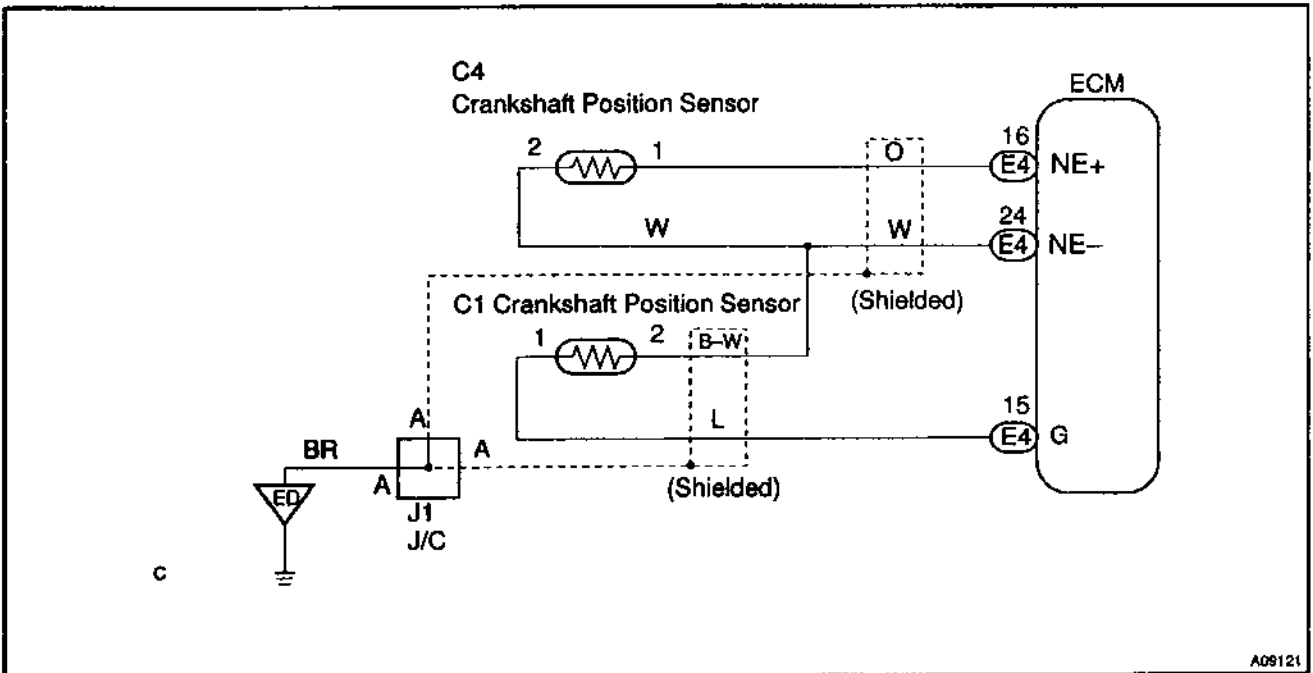 C4
Crankshaft Position Sensor
ECM
2
1
O
16
E4
NE+
W
W
24
E4
NE–
(Shielded)
C1 Crankshaft Position Sensor
1
2
B–W
L
15
E4
G
A
A
BR
A
(Shielded)
ED
J1
J/C
C
A09121